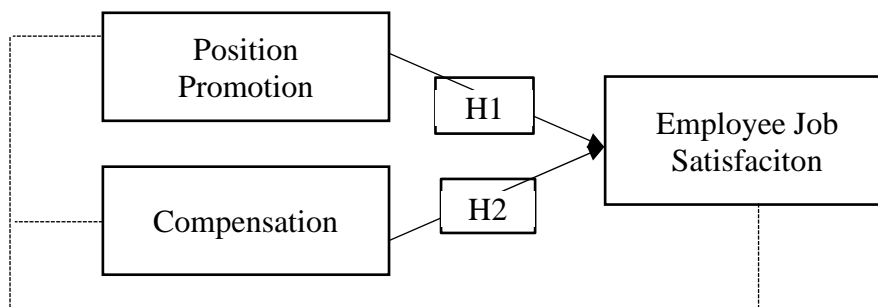 Position
Promotion
H1
Employee Job
Satisfaciton
Compensation
H2